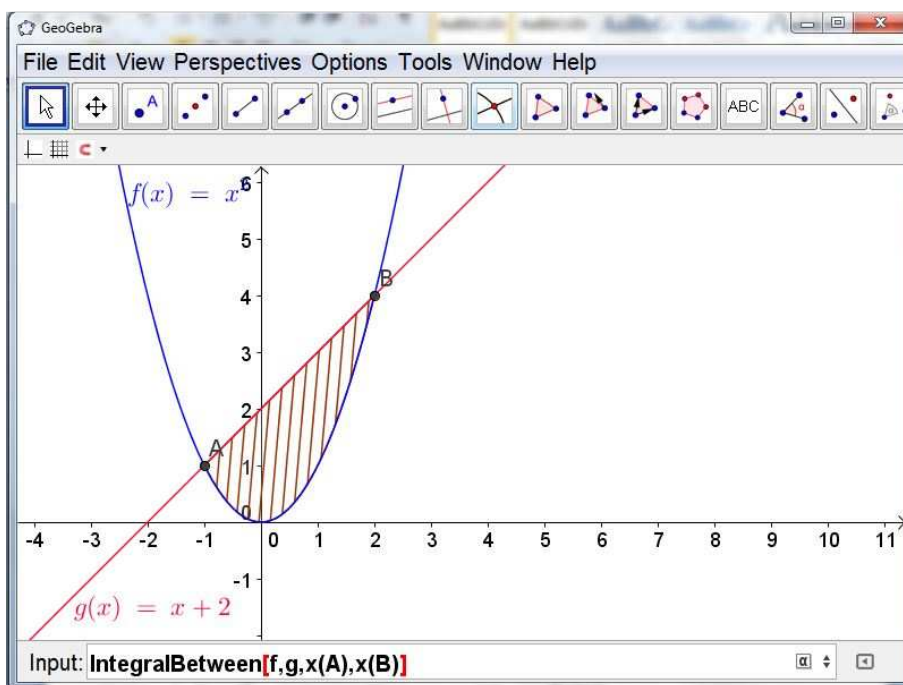 GeoGebra
File Edit View Perspectives Options Tools Window Help
A ABC α
f(x) = x²
6
5
B
4
3
2
A
1
0
-4 -3 -2 -1 0 1 2 3 4 5 6 7 8 9 10 11
-1
g(x) = x + 2
Input: IntegralBetween[f,g,x(A),x(B)] α